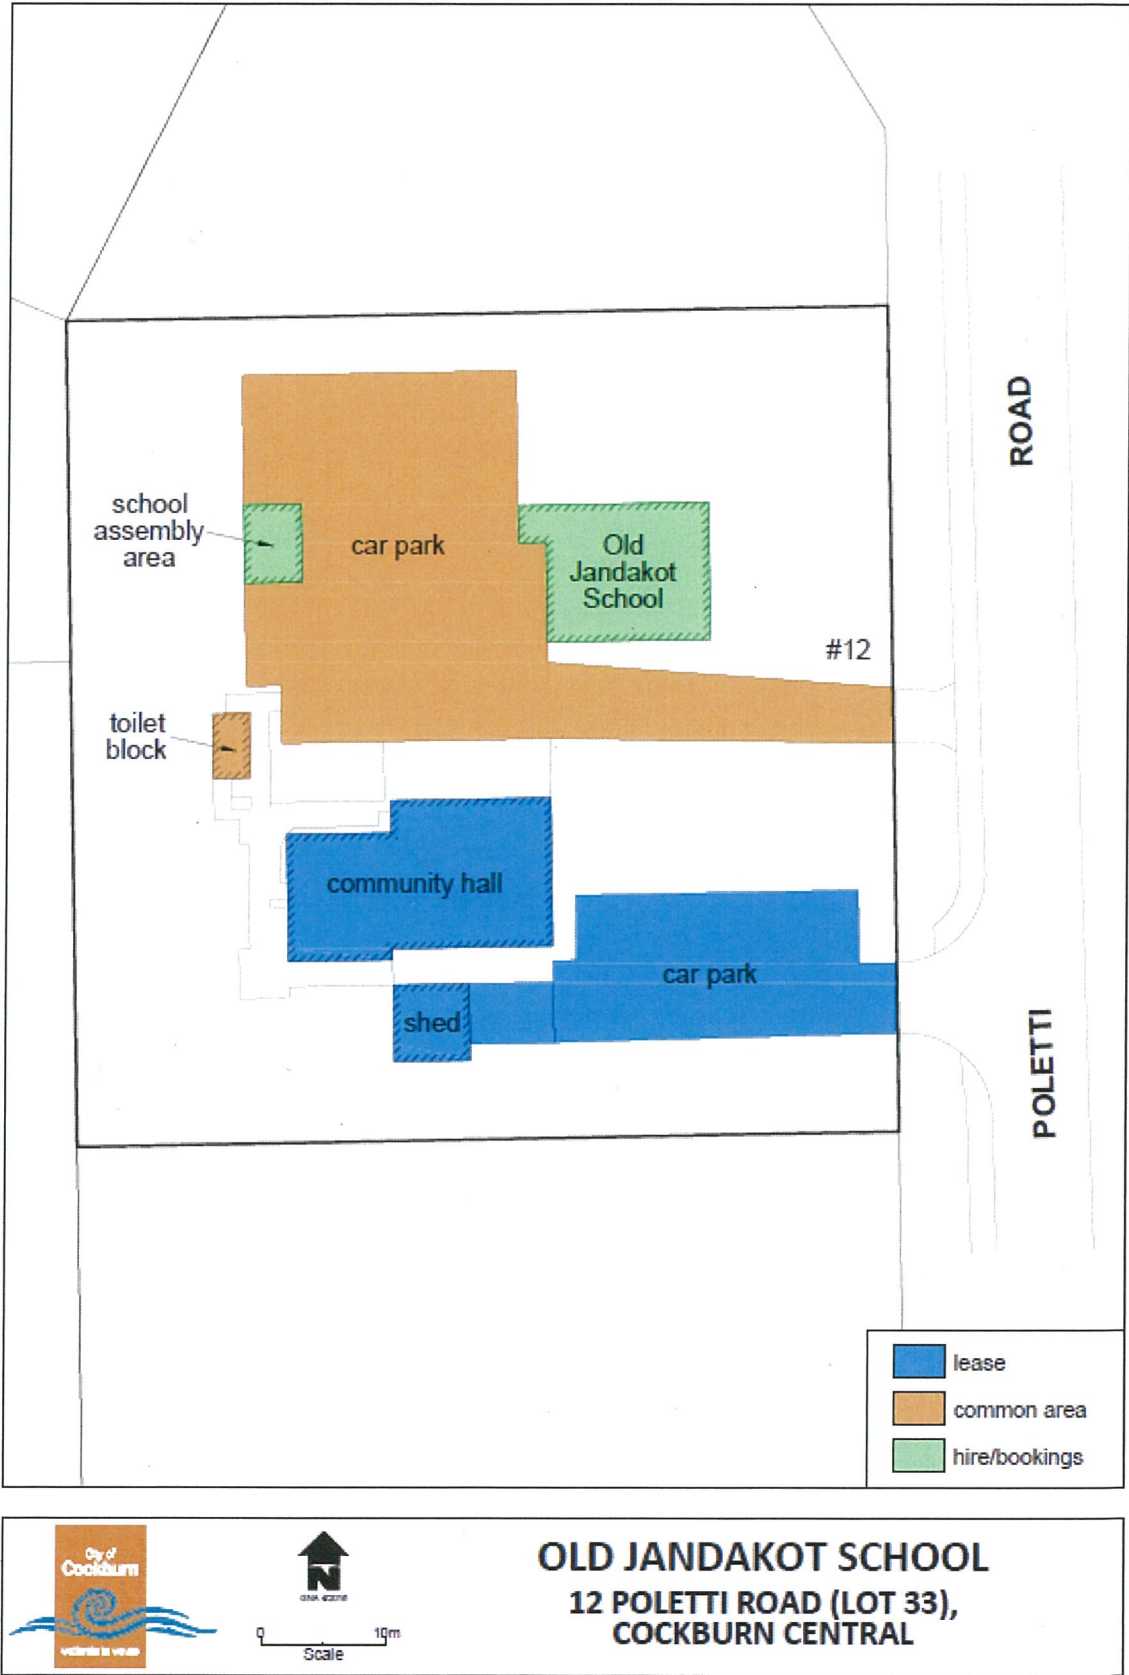 ROAD
school
assembly
area
car park
Old
Jandakot
School
#12
toilet
block
community hall
car park
shed
POLETTI
lease
common area
hire/bookings
City of
Cockburn
N
0 10m
Scale
OLD JANDAKOT SCHOOL
12 POLETTI ROAD (LOT 33),
COCKBURN CENTRAL